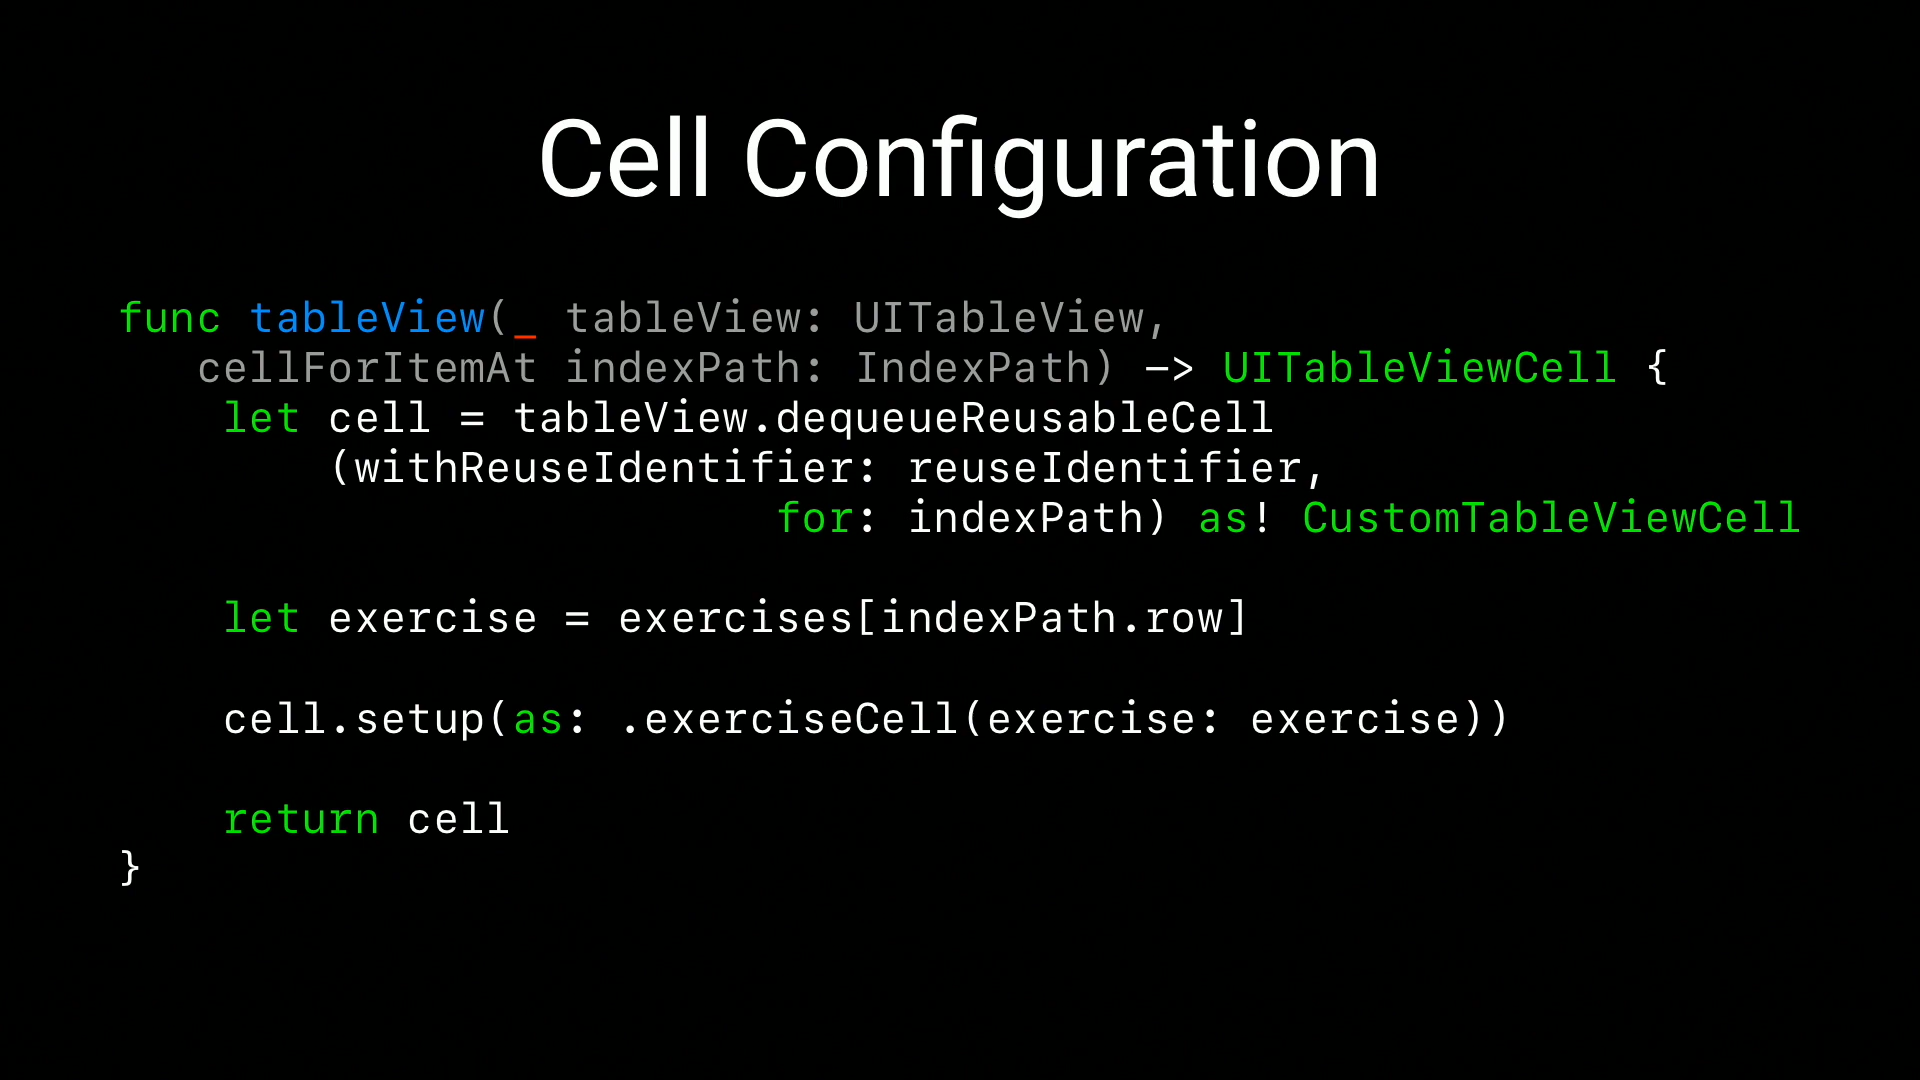 Cell Configuration
func tableView(_ tableView: UITableView,
   cellForItemAt indexPath: IndexPath) -> UITableViewCell {
    let cell = tableView.dequeueReusableCell
        (withReuseIdentifier: reuseIdentifier,
                         for: indexPath) as! CustomTableViewCell
    let exercise = exercises[indexPath.row]
    cell.setup(as: .exerciseCell(exercise: exercise))
    return cell
}